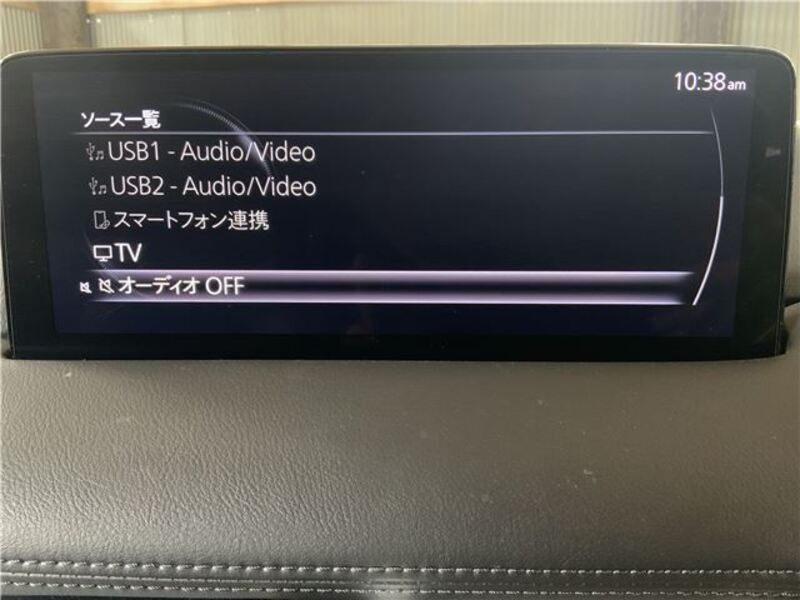 10:38am
ソース一覧
USB1 - Audio/Video
USB2 - Audio/Video
スマートフォン連携
TV
オーディオ OFF